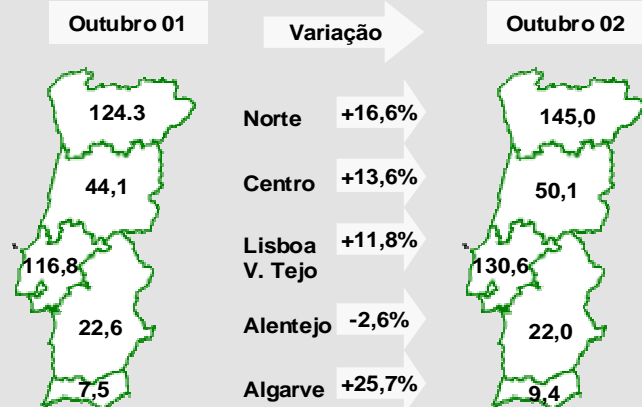 Outubro 01
Variação
Outubro 02
124.3
Norte
+16,6%
145,0
44,1
Centro
+13,6%
50,1
116,8
Lisboa
V. Tejo
+11,8%
130,6
22,6
Alentejo
-2,6%
22,0
7,5
Algarve
+25,7%
9,4